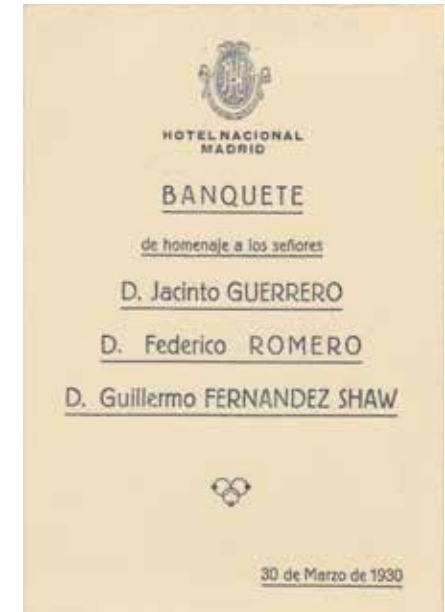 HOTEL NACIONAL
MADRID
BANQUETE
de homenaje a los señores
D. Jacinto GUERRERO
D. Federico ROMERO
D. Guillermo FERNANDEZ SHAW
30 de Marzo de 1930